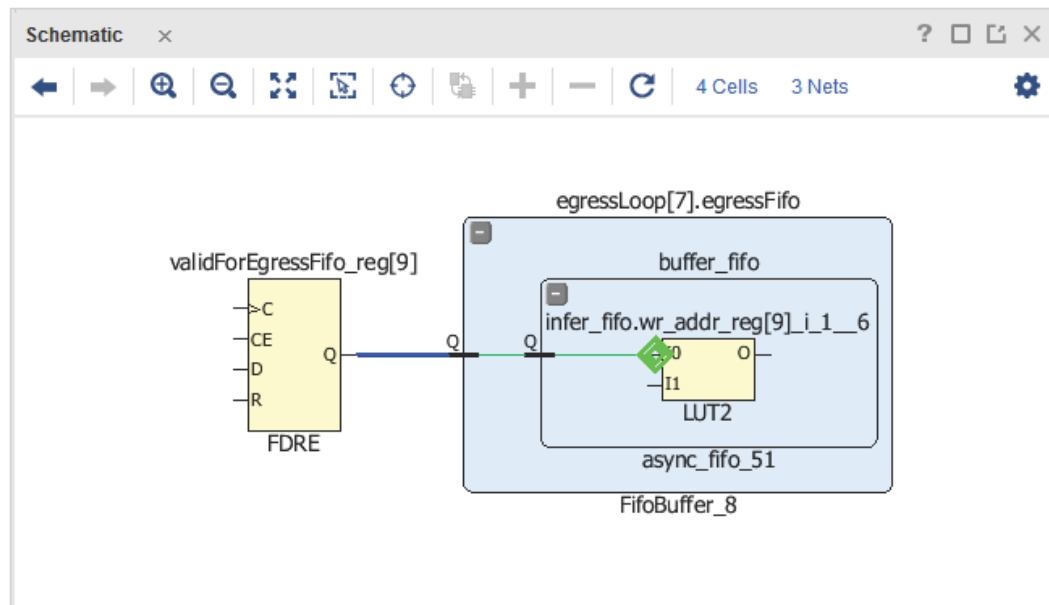 Schematic
4 Cells 3 Nets
egressLoop[7].egressFifo
validForEgressFifo_reg[9]
buffer_fifo
infer_fifo.wr_addr_reg[9]_i_1__6
C
CE
D
R
Q
Q
Q
I0
I1
O
LUT2
FDRE
async_fifo_51
FifoBuffer_8